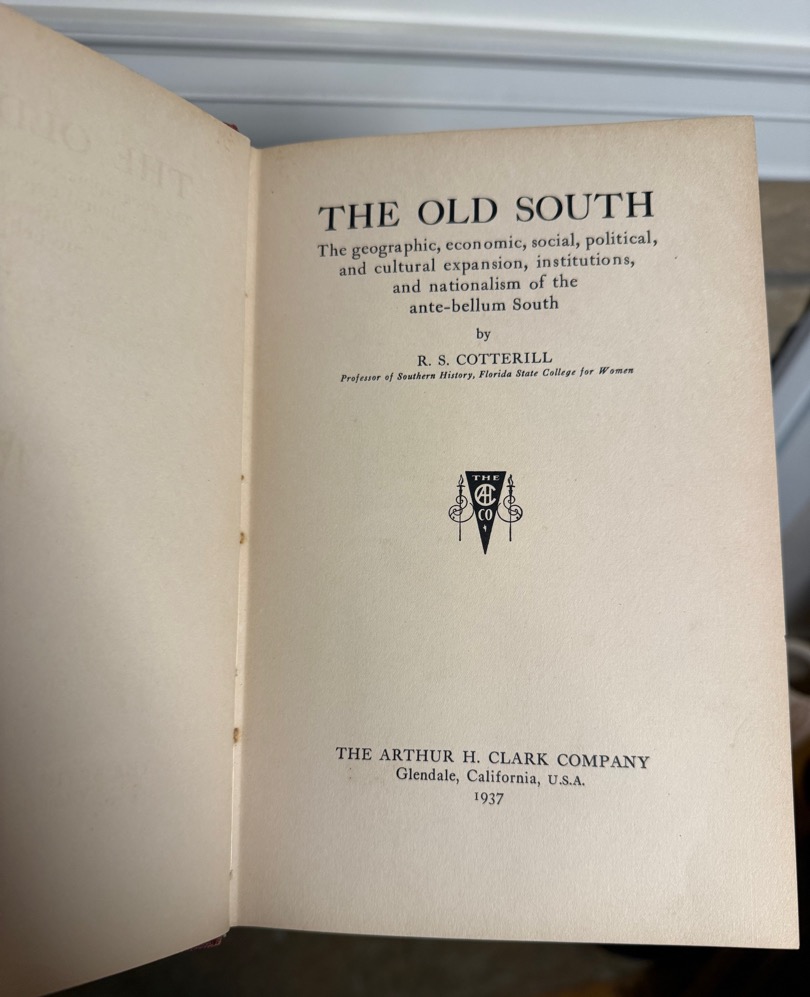 THE OLD SOUTH
The geographic, economic, social, political,
and cultural expansion, institutions,
and nationalism of the
ante-bellum South
by
R. S. COTTERILL
Professor of Southern History, Florida State College for Women
THE
AHC
CO
THE ARTHUR H. CLARK COMPANY
Glendale, California, U.S.A.
1937